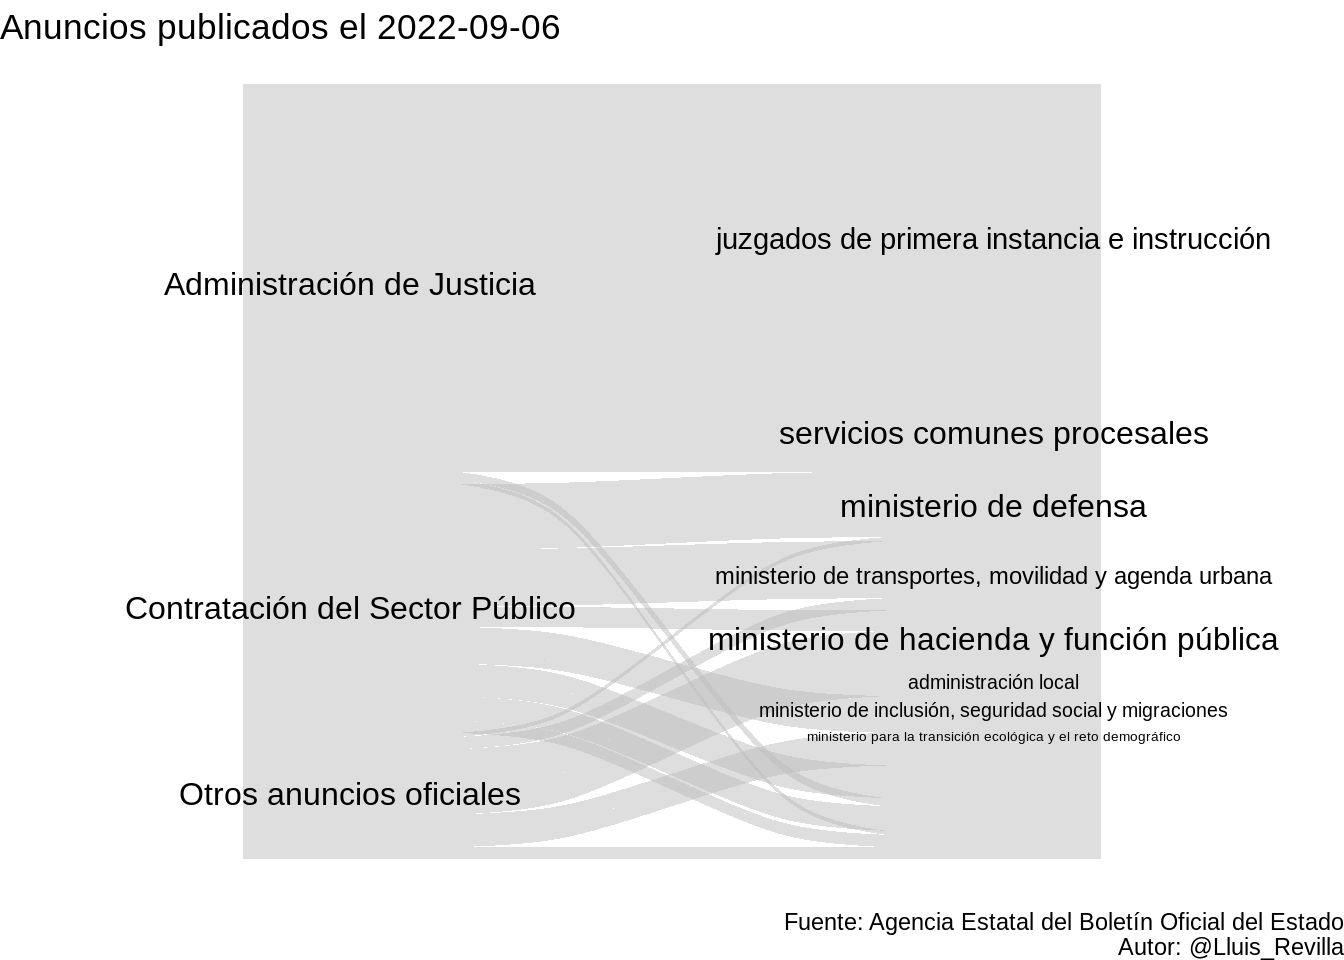 Anuncios publicados el 2022-09-06
juzgados de primera instancia e instrucción
Administración de Justicia
servicios comunes procesales
ministerio de defensa
ministerio de transportes, movilidad y agenda urbana
Contratación del Sector Público
ministerio de hacienda y función pública
administración local
ministerio de inclusión, seguridad social y migraciones
ministerio para la transición ecológica y el reto demográfico
Otros anuncios oficiales
Fuente: Agencia Estatal del Boletín Oficial del Estado
Autor: @Lluis_Revilla